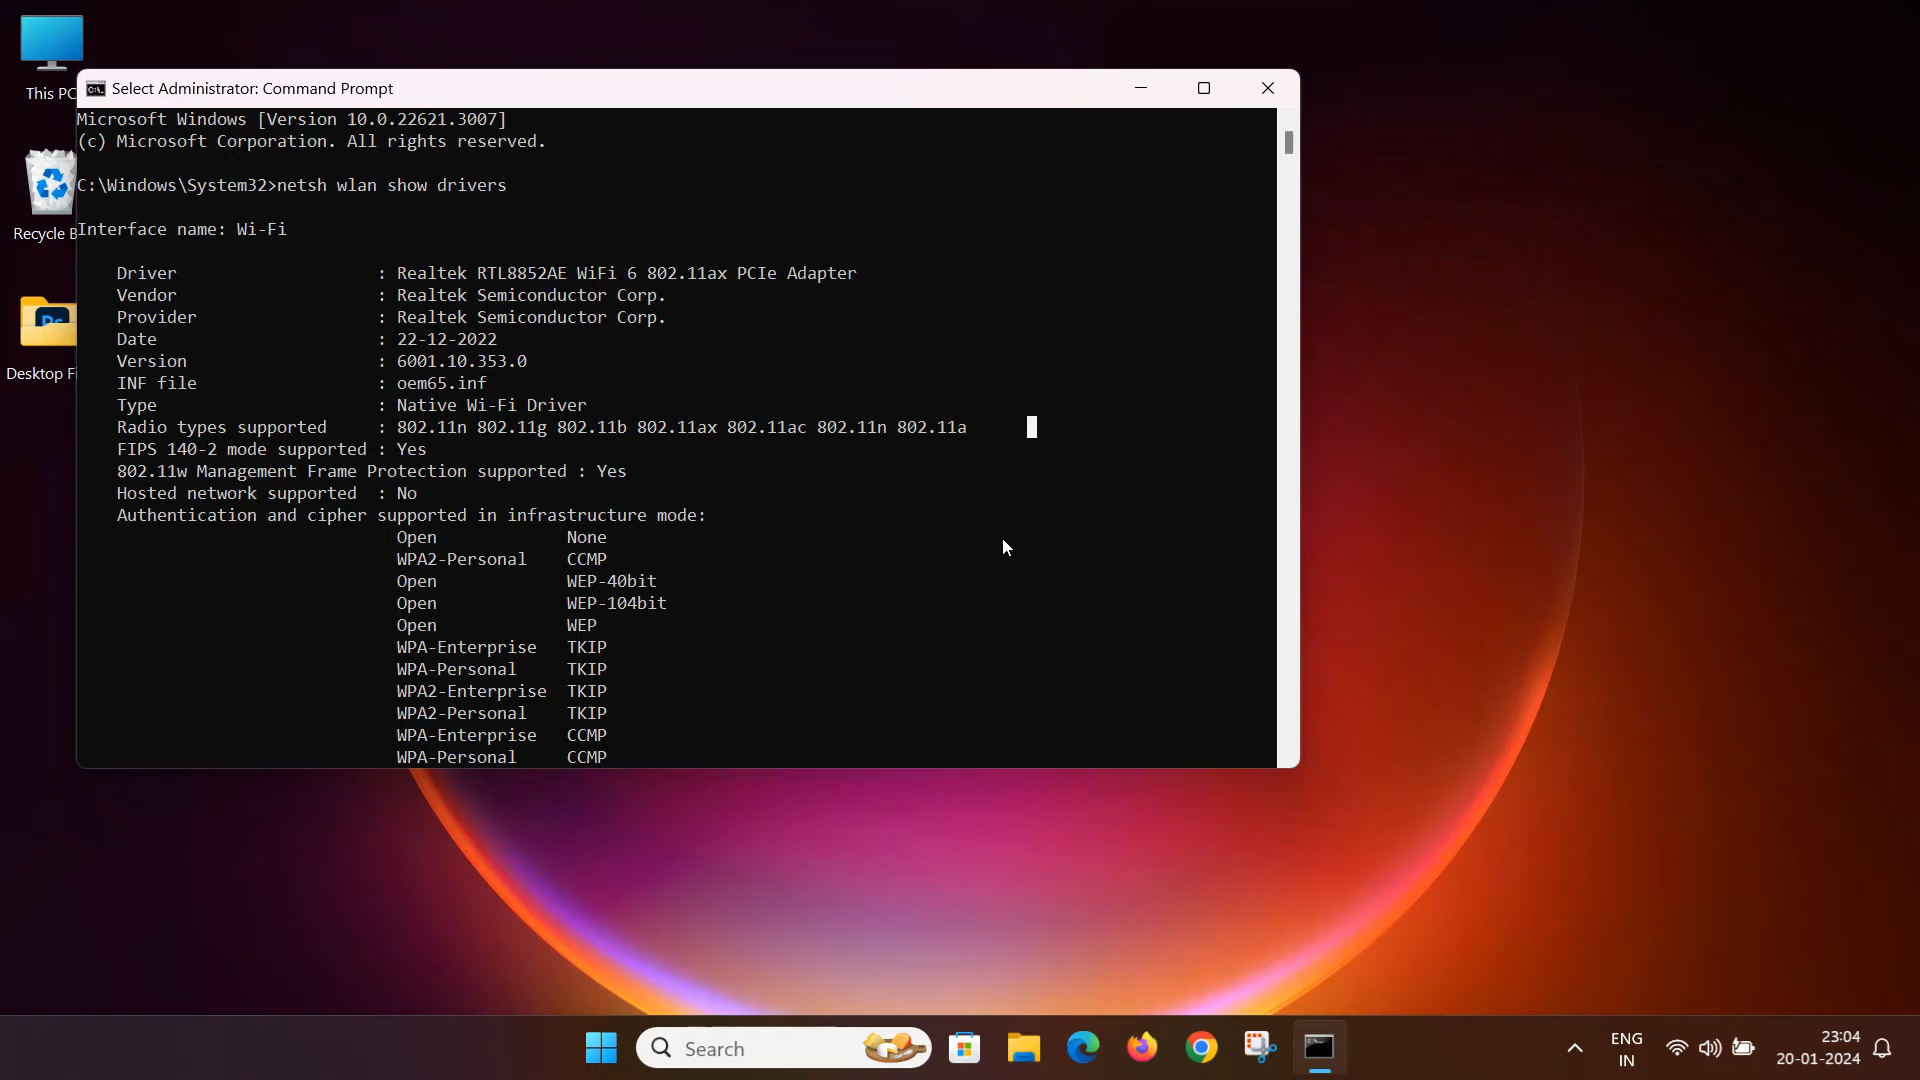 This PC
Select Administrator: Command Prompt
Microsoft Windows [Version 10.0.22621.3007]
(c) Microsoft Corporation. All rights reserved.
C:\Windows\System32>netsh wlan show drivers
Recycle B
Interface name: Wi-Fi
Driver : Realtek RTL8852AE WiFi 6 802.11ax PCIe Adapter
Vendor : Realtek Semiconductor Corp.
Provider : Realtek Semiconductor Corp.
Date : 22-12-2022
Version : 6001.10.353.0
INF file : oem65.inf
Type : Native Wi-Fi Driver
Radio types supported : 802.11n 802.11g 802.11b 802.11ax 802.11ac 802.11n 802.11a
FIPS 140-2 mode supported : Yes
802.11w Management Frame Protection supported : Yes
Hosted network supported : No
Authentication and cipher supported in infrastructure mode:
Open None
WPA2-Personal CCMP
Open WEP-40bit
Open WEP-104bit
Open WEP
WPA-Enterprise TKIP
WPA-Personal TKIP
WPA2-Enterprise TKIP
WPA2-Personal TKIP
WPA-Enterprise CCMP
WPA-Personal CCMP
Desktop Fi
Search
ENG
IN
23:04
20-01-2024